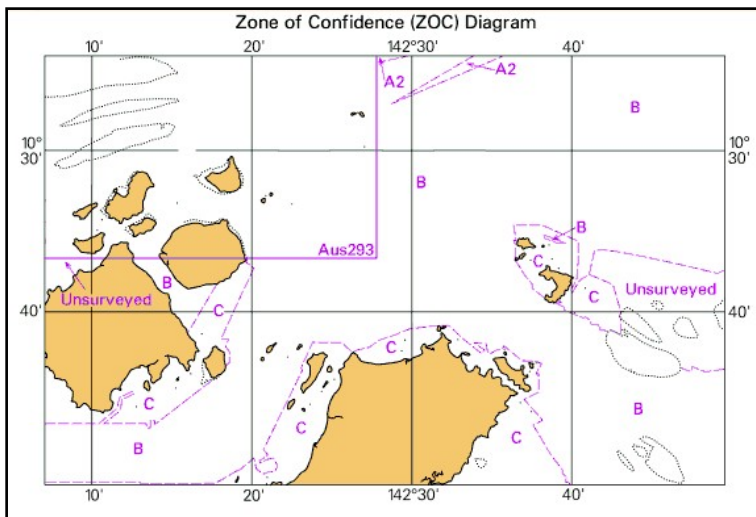 Zone of Confidence (ZOC) Diagram
10' 20' 142°30' 40'
A2 A2
B
10°
30' 30'
B
B
Aus293
C
Unsurveyed B Unsurveyed
C
40' C 40'
C
C B
C
B C
10' 20' 142°30' 40'